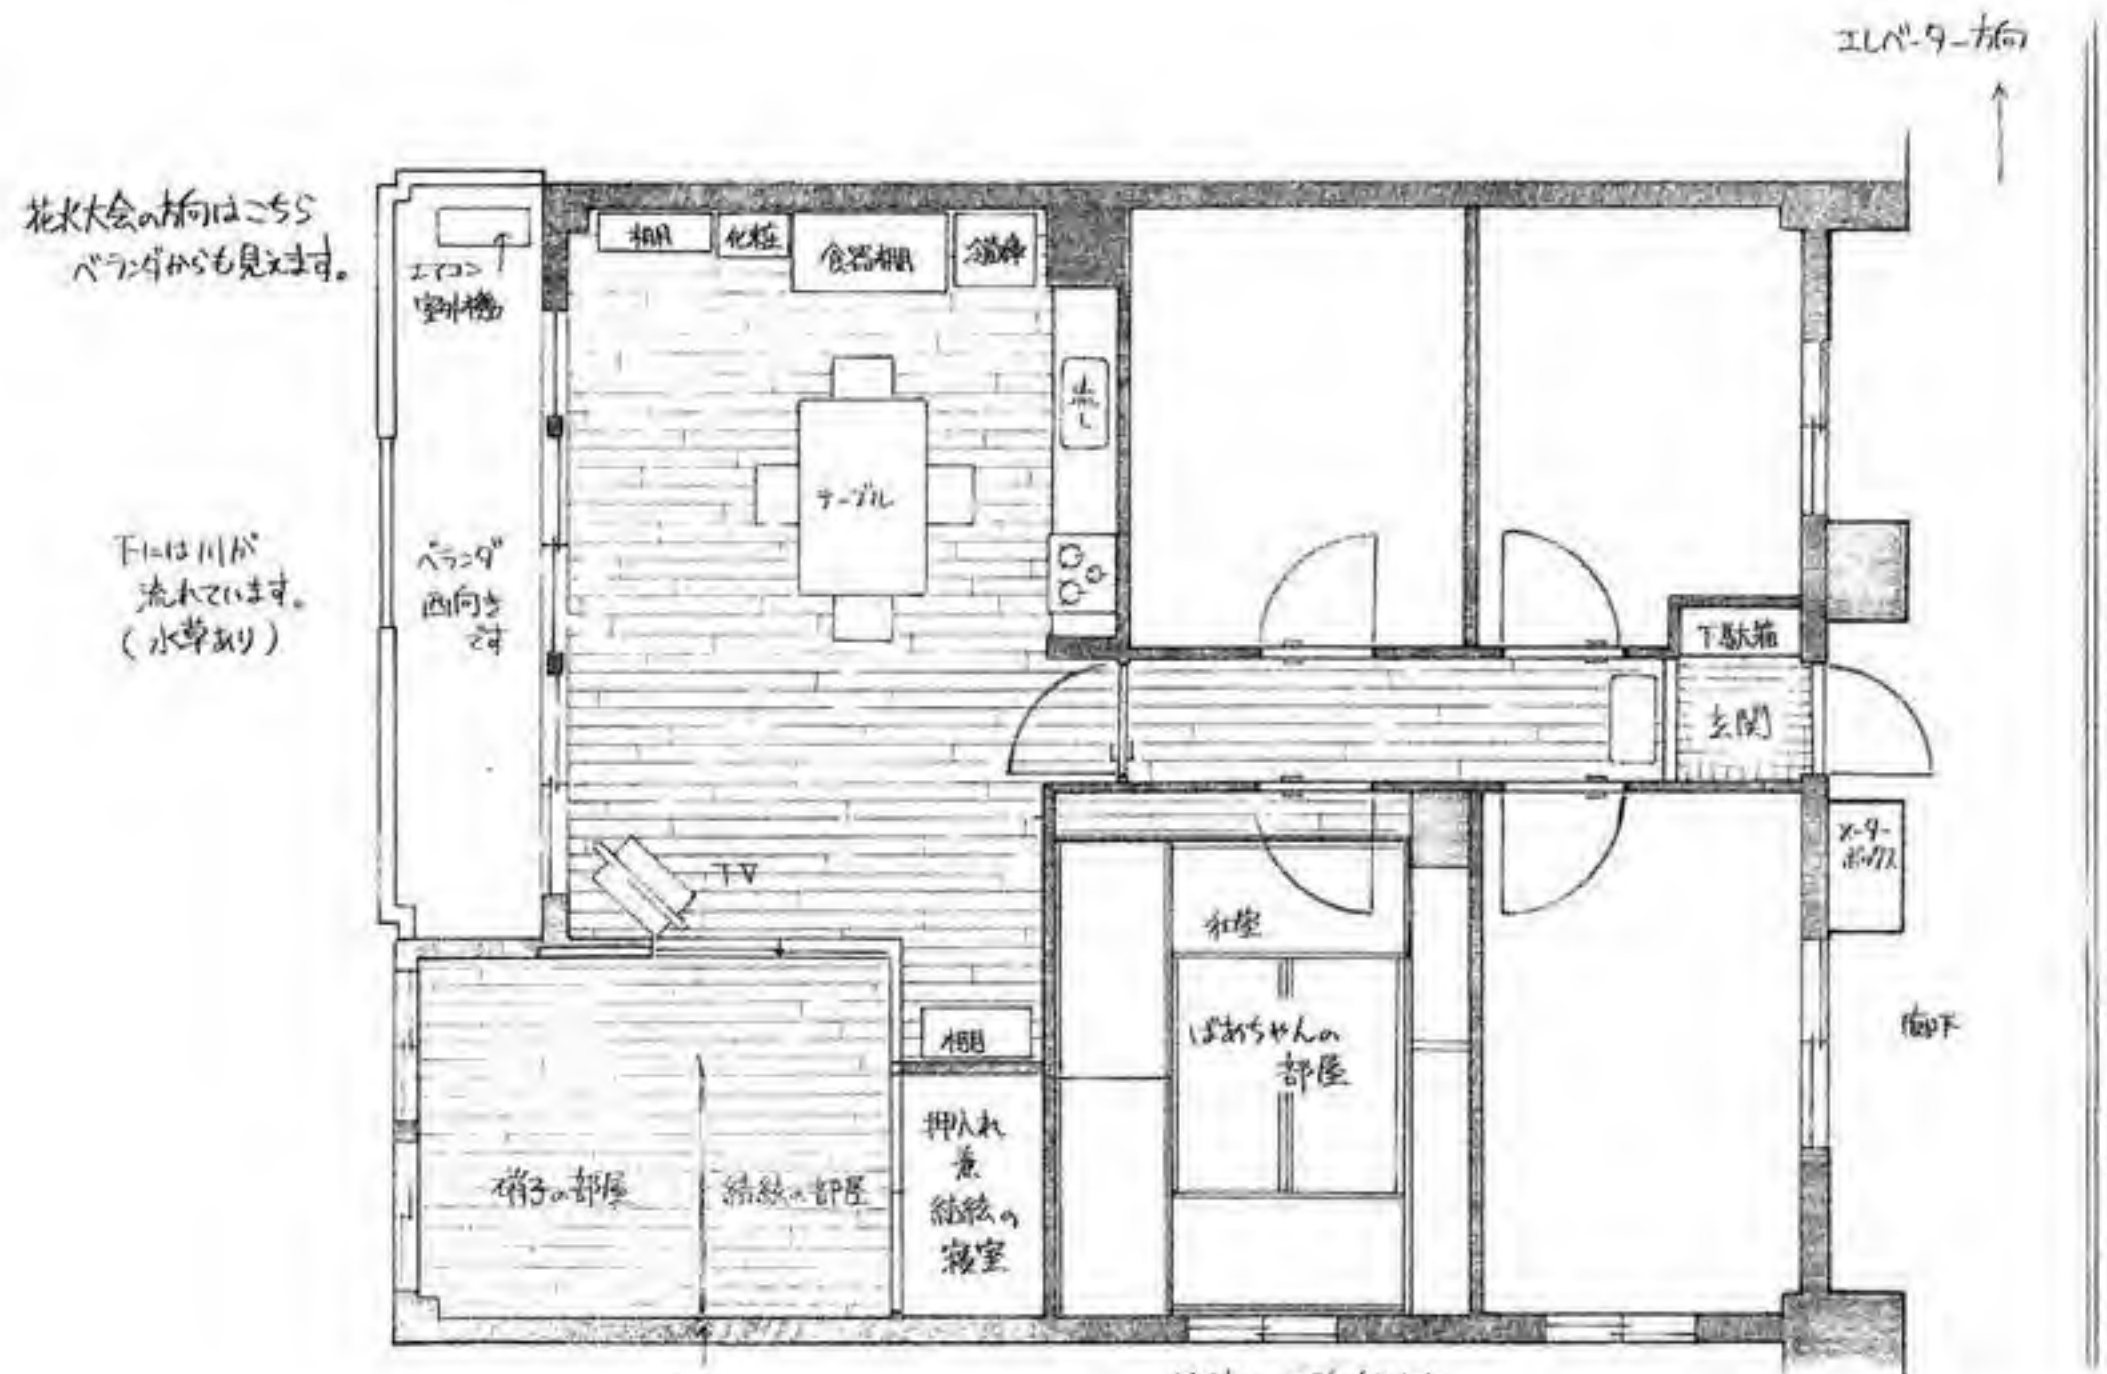 エレベーター方向
花火大会の方向はこちら
ベランダからも見えます。
エアコン
室外機
棚
化粧
食器棚
冷蔵庫
流し
テーブル
下には川が
流れています。
(水草あり)
ベランダ
西向き
です
下駄箱
玄関
メーター
ボックス
TV
和室
ばあちゃんの
部屋
廊下
棚
押入れ
兼
結絃の
寝室
硝子の部屋
結絃の部屋